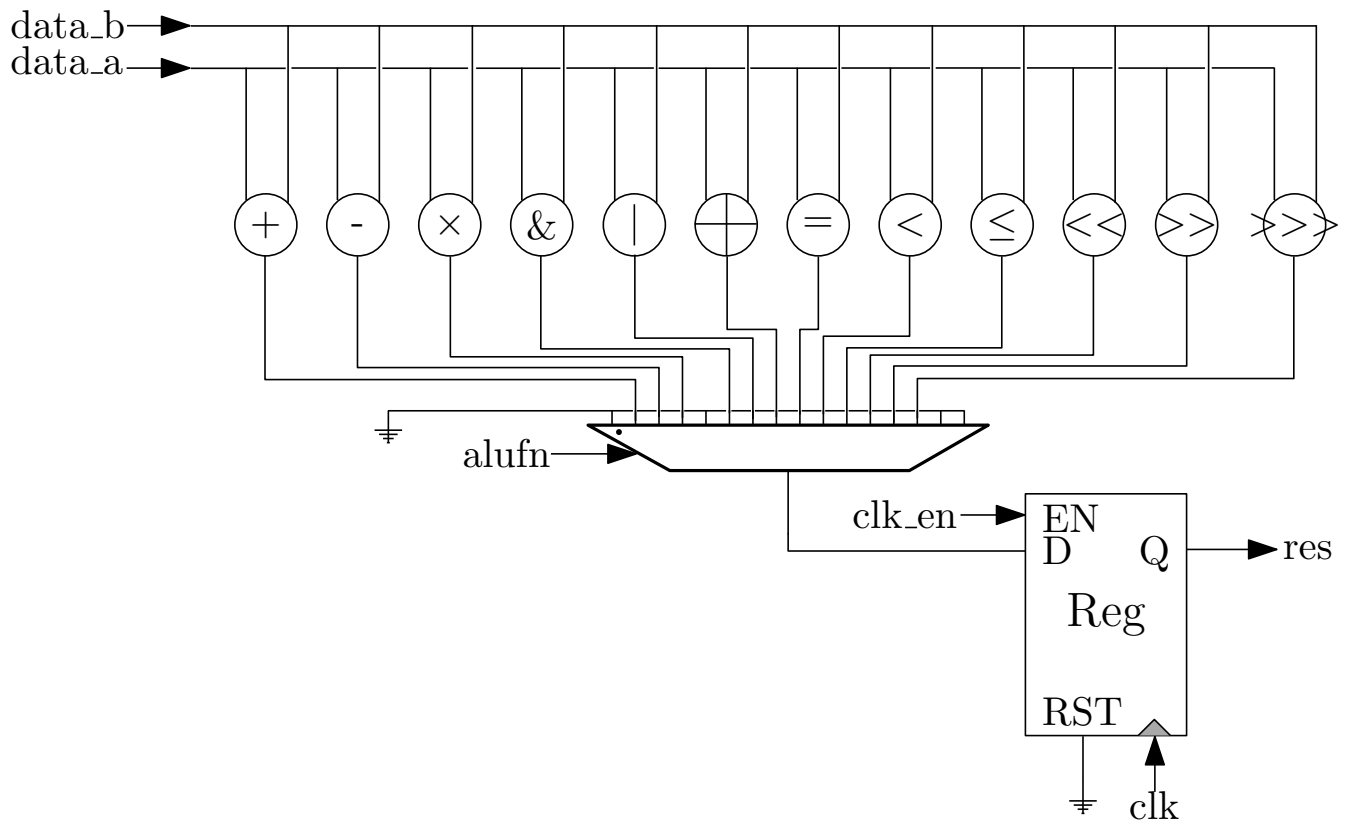 data_b
data_a
+ - × & | ⊕ = < ≤ << >> >>>
alufn
clk_en
EN
D Q
res
Reg
RST
clk